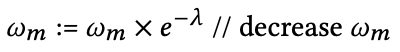 ω_m := ω_m × e^{−λ} // decrease ω_m